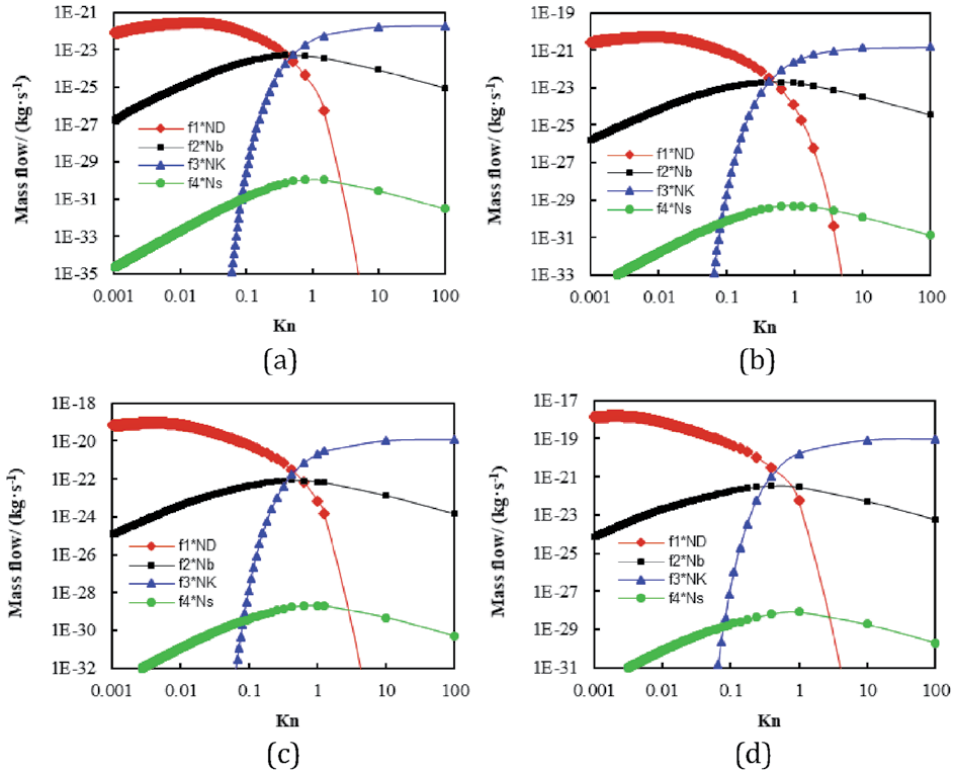 1E-21
1E-23
1E-25
1E-27
1E-29
1E-31
1E-33
1E-35
Mass flow/ (kg·s⁻¹)
f1*ND
f2*Nb
f3*NK
f4*Ns
0.001 0.01 0.1 1 10 100
Kn
(a)
1E-19
1E-21
1E-23
1E-25
1E-27
1E-29
1E-31
1E-33
Mass flow/ (kg·s⁻¹)
f1*ND
f2*Nb
f3*NK
f4*Ns
0.001 0.01 0.1 1 10 100
Kn
(b)
1E-18
1E-20
1E-22
1E-24
1E-26
1E-28
1E-30
1E-32
Mass flow/ (kg·s⁻¹)
f1*ND
f2*Nb
f3*NK
f4*Ns
0.001 0.01 0.1 1 10 100
Kn
(c)
1E-17
1E-19
1E-21
1E-23
1E-25
1E-27
1E-29
1E-31
Mass flow/ (kg·s⁻¹)
f1*ND
f2*Nb
f3*NK
f4*Ns
0.001 0.01 0.1 1 10 100
Kn
(d)